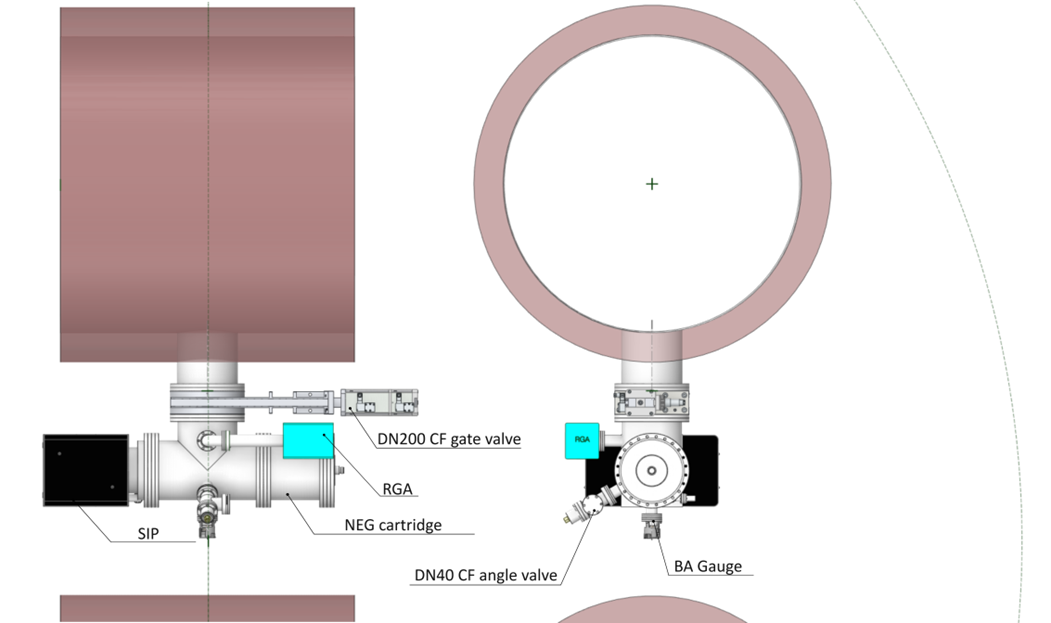 DN200 CF gate valve
RGA
RGA
NEG cartridge
SIP
BA Gauge
DN40 CF angle valve